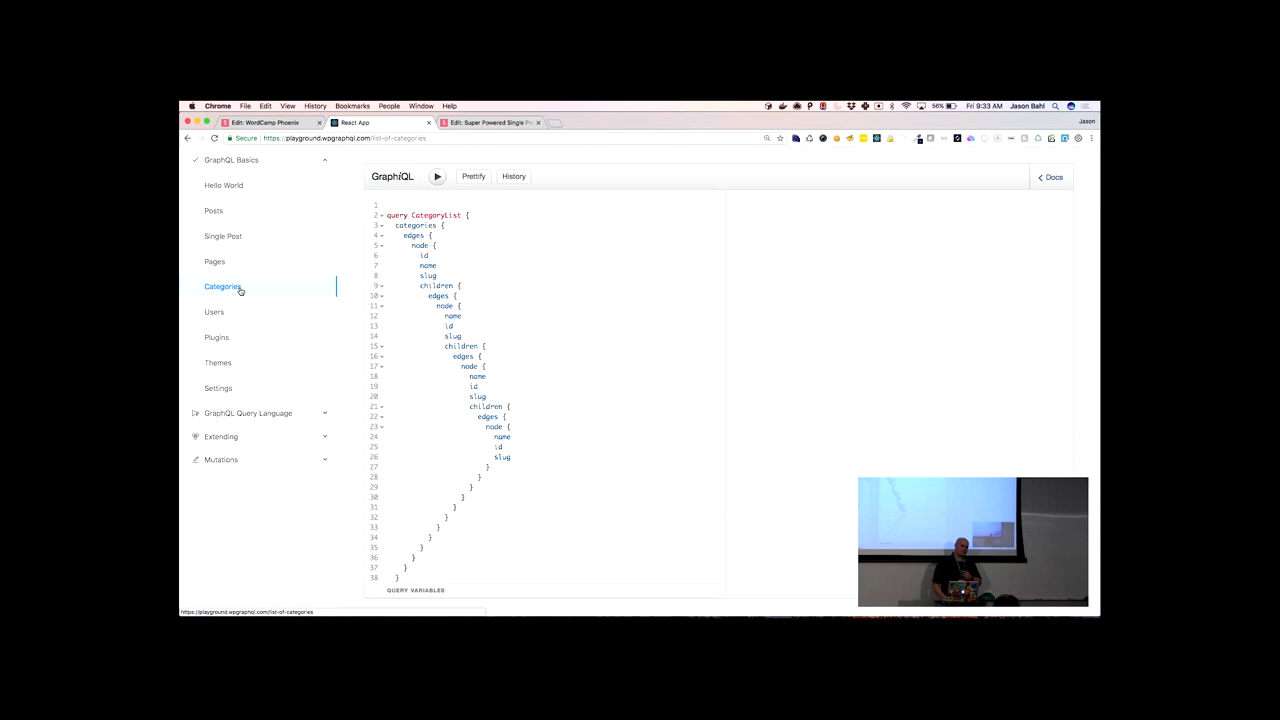 Chrome File Edit View History Bookmarks People Window Help 56% Fri 9:33 AM Jason Bahl
Edit: WordCamp Phoenix React App Edit: Super Powered Single P Jason
Secure https://playground.wpgraphql.com/list-of-categories
GraphQL Basics
Hello World
Posts
Single Post
Pages
Categories
Users
Plugins
Themes
Settings
GraphQL Query Language
Extending
Mutations
GraphiQL Prettify History Docs
1
2 query CategoryList {
3 categories {
4 edges {
5 node {
6 id
7 name
8 slug
9 children {
10 edges {
11 node {
12 name
13 id
14 slug
15 children {
16 edges {
17 node {
18 name
19 id
20 slug
21 children {
22 edges {
23 node {
24 name
25 id
26 slug
27 }
28 }
29 }
30 }
31 }
32 }
33 }
34 }
35 }
36 }
37 }
38 }
QUERY VARIABLES
https://playground.wpgraphql.com/list-of-categories